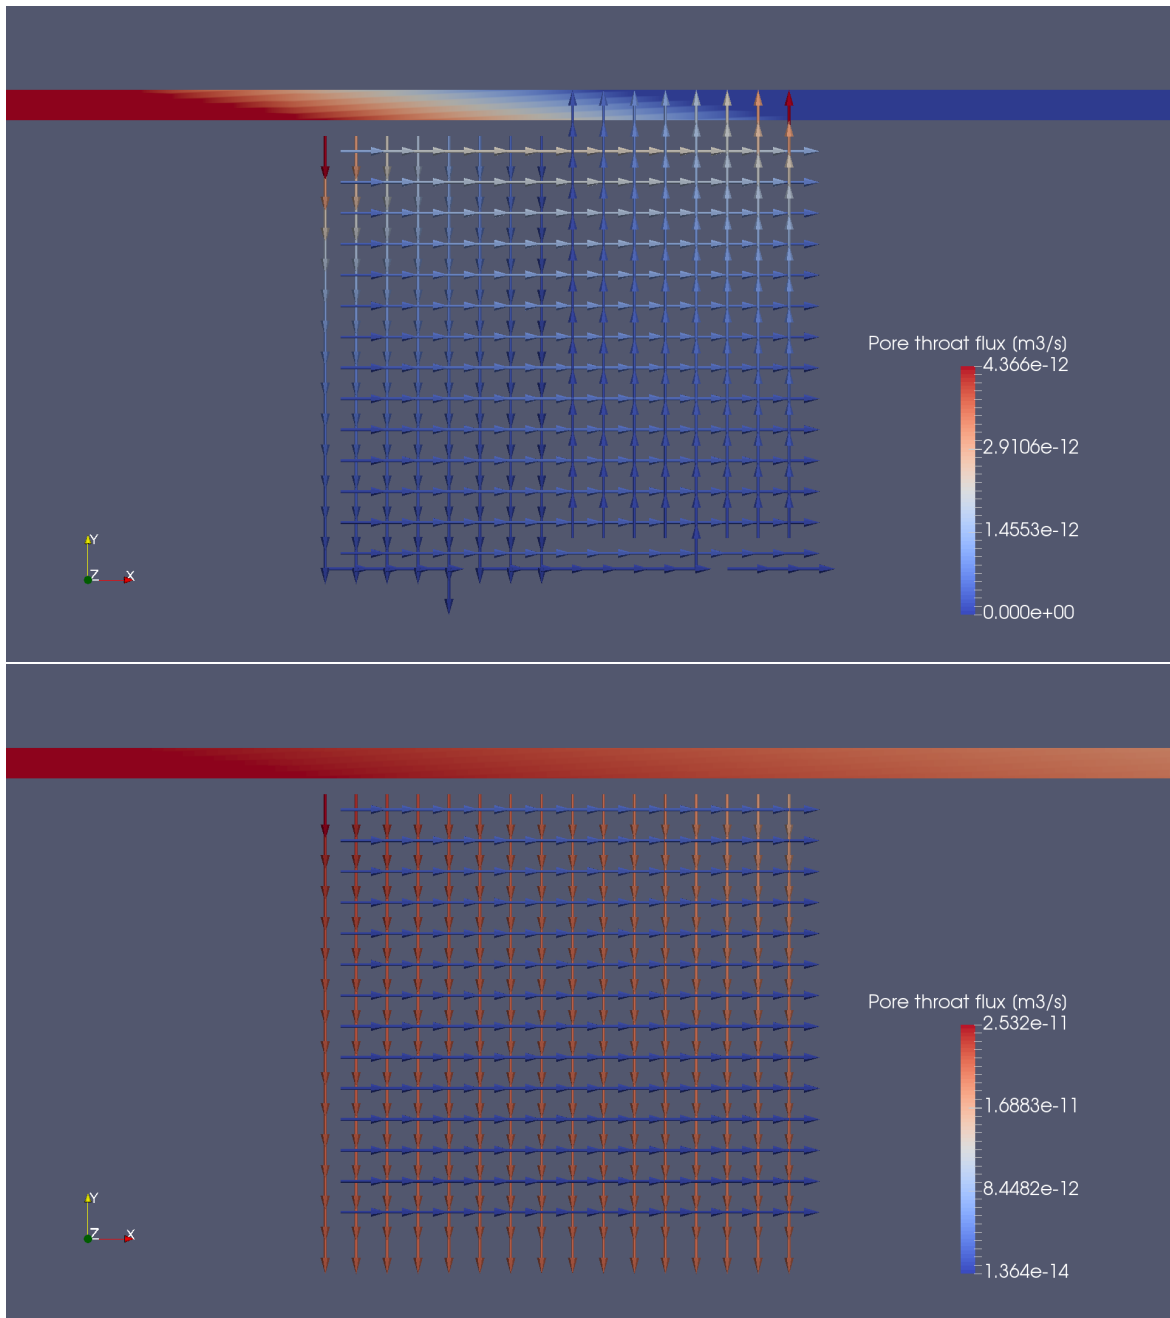 Pore throat flux (m3/s)
4.366e-12
2.9106e-12
1.4553e-12
0.000e+00
Y
Z X
Pore throat flux (m3/s)
2.532e-11
1.6883e-11
8.4482e-12
1.364e-14
Y
Z X